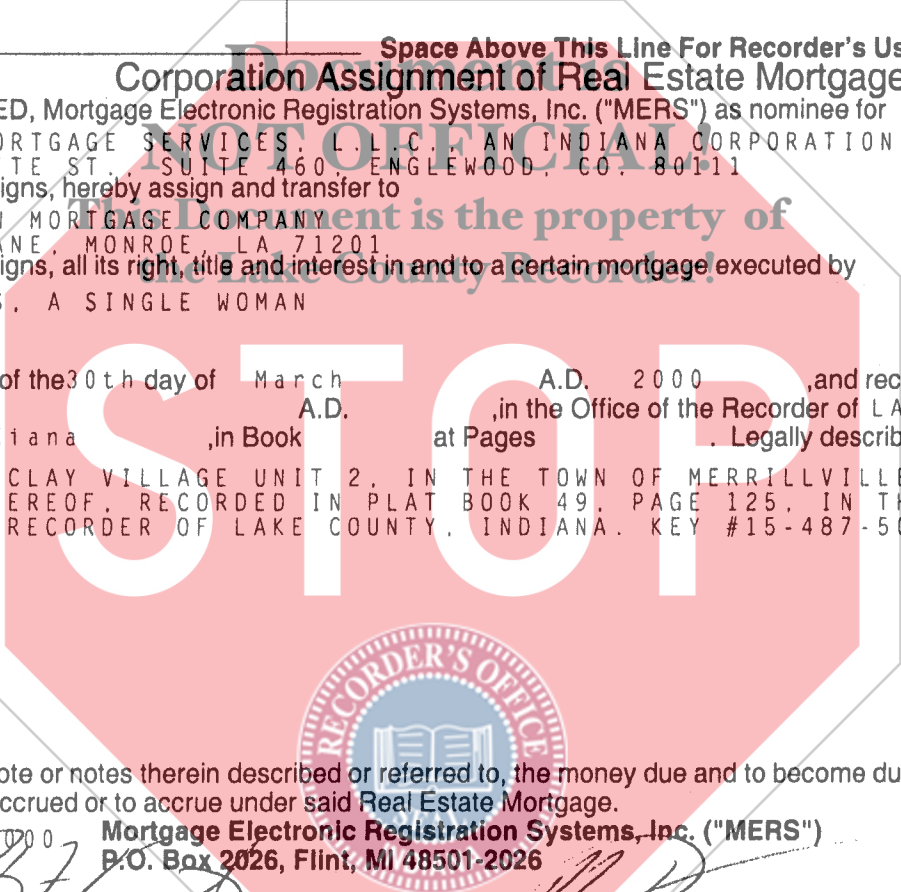 Space Above This Line For Recorder's Us
Corporation Assignment of Real Estate Mortgage
ED, Mortgage Electronic Registration Systems, Inc. ("MERS") as nominee for
ORTGAGE SERVICES, L.L.C., AN INDIANA CORPORATION
TE ST., SUITE 460, ENGLEWOOD, CO. 80111
igns, hereby assign and transfer to
N MORTGAGE COMPANY
ANE, MONROE, LA 71201
igns, all its right, title and interest in and to a certain mortgage executed by
S, A SINGLE WOMAN
Document is
NOT OFFICIAL!
This Document is the property of
the Lake County Recorder!
of the 30th day of March A.D. 2000 ,and rec
A.D. ,in the Office of the Recorder of LA
iana ,in Book at Pages . Legally describ
CLAY VILLAGE UNIT 2, IN THE TOWN OF MERRILLVILLE
EREOF, RECORDED IN PLAT BOOK 49, PAGE 125, IN TH
RECORDER OF LAKE COUNTY, INDIANA. KEY #15-487-50
STOP
RECORDER'S OFFICE
ote or notes therein described or referred to, the money due and to become du
ccrued or to accrue under said Real Estate Mortgage.
Mortgage Electronic Registration Systems, Inc. ("MERS")
P.O. Box 2026, Flint, MI 48501-2026